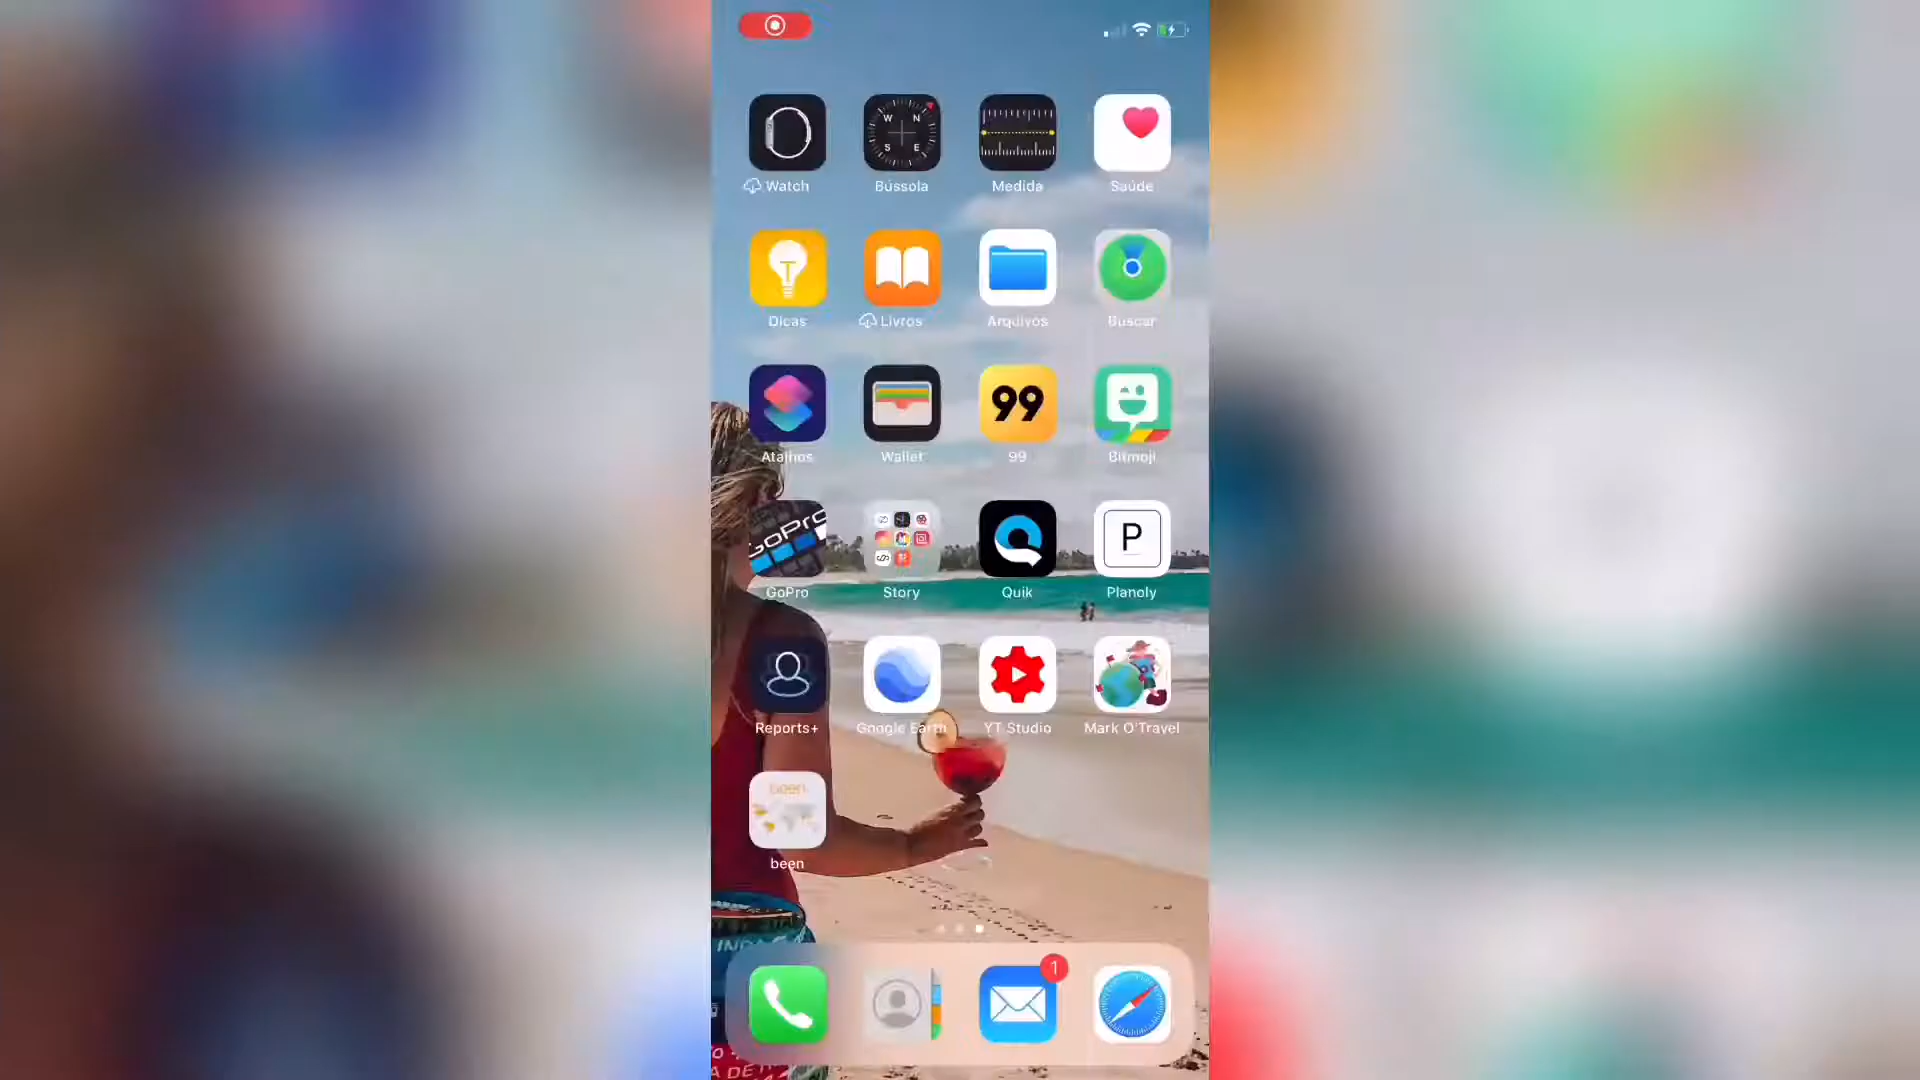 W N
S E
Watch Bússola Medida Saúde
Dicas Livros Arquivos Buscar
99
Atalhos Wallet 99 Bitmoji
GoPro
P
GoPro Story Quik Planoly
Reports+ Google Earth YT Studio Mark O'Travel
been
been
1